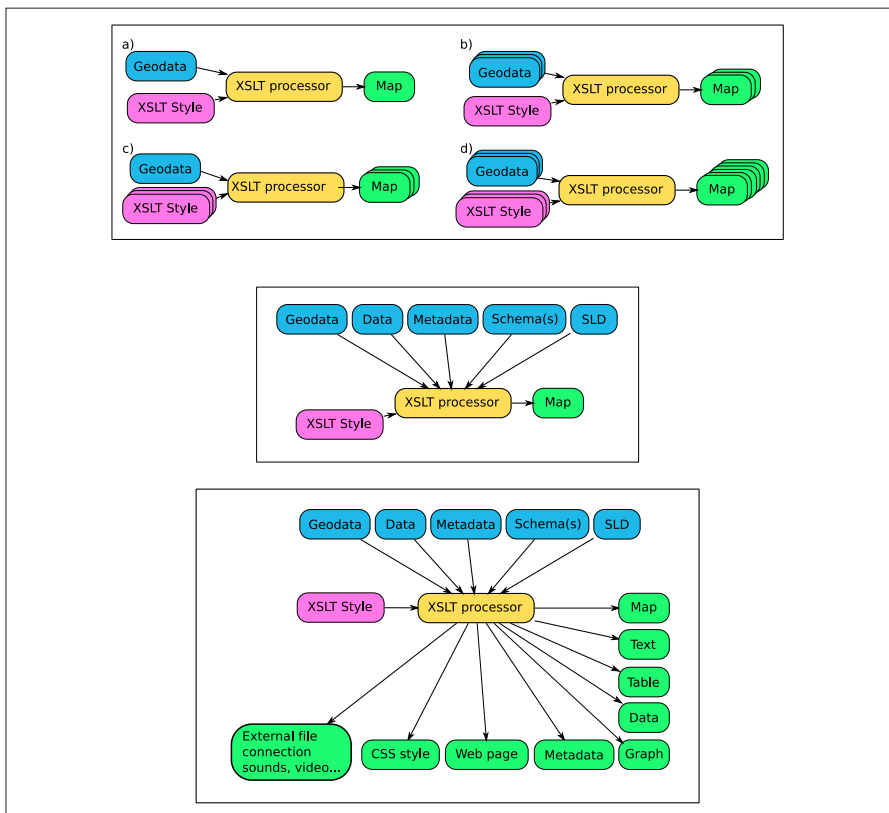 a)
Geodata
XSLT processor
Map
XSLT Style
b)
Geodata
XSLT processor
Map
XSLT Style
c)
Geodata
XSLT processor
Map
XSLT Style
d)
Geodata
XSLT processor
Map
XSLT Style
Geodata
Data
Metadata
Schema(s)
SLD
XSLT processor
Map
XSLT Style
Geodata
Data
Metadata
Schema(s)
SLD
XSLT Style
XSLT processor
Map
Text
Table
Data
External file
connection
sounds, video...
CSS style
Web page
Metadata
Graph